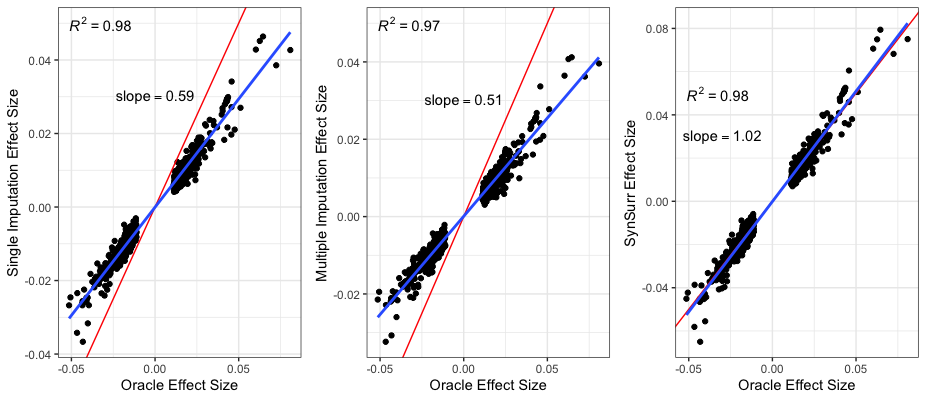 R² = 0.98
slope = 0.59
0.04
0.02
0.00
-0.02
-0.04
-0.05
0.00
0.05
Single Imputation Effect Size
Oracle Effect Size
R² = 0.97
slope = 0.51
0.04
0.02
0.00
-0.02
-0.05
0.00
0.05
Multiple Imputation Effect Size
Oracle Effect Size
R² = 0.98
slope = 1.02
0.08
0.04
0.00
-0.04
-0.05
0.00
0.05
SynSurr Effect Size
Oracle Effect Size